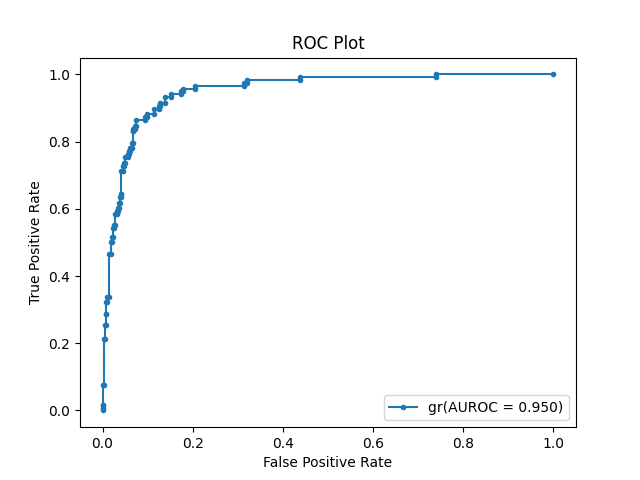 ROC Plot
True Positive Rate
1.0
0.8
0.6
0.4
0.2
0.0
gr(AUROC = 0.950)
0.0 0.2 0.4 0.6 0.8 1.0
False Positive Rate